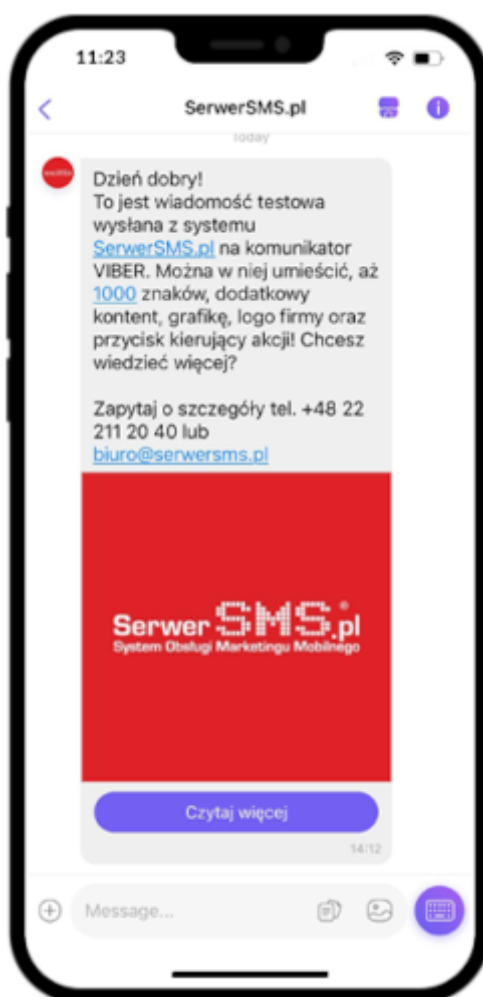 11:23
SerwerSMS.pl
Today
Dzień dobry!
To jest wiadomość testowa
wysłana z systemu
SerwerSMS.pl na komunikator
VIBER. Można w niej umieścić, aż
1000 znaków, dodatkowy
kontent, grafikę, logo firmy oraz
przycisk kierujący akcji! Chcesz
wiedzieć więcej?
Zapytaj o szczegóły tel. +48 22
211 20 40 lub
biuro@serwersms.pl
Serwer SMS.pl
System Obsługi Marketingu Mobilnego
Czytaj więcej
14:12
Message...